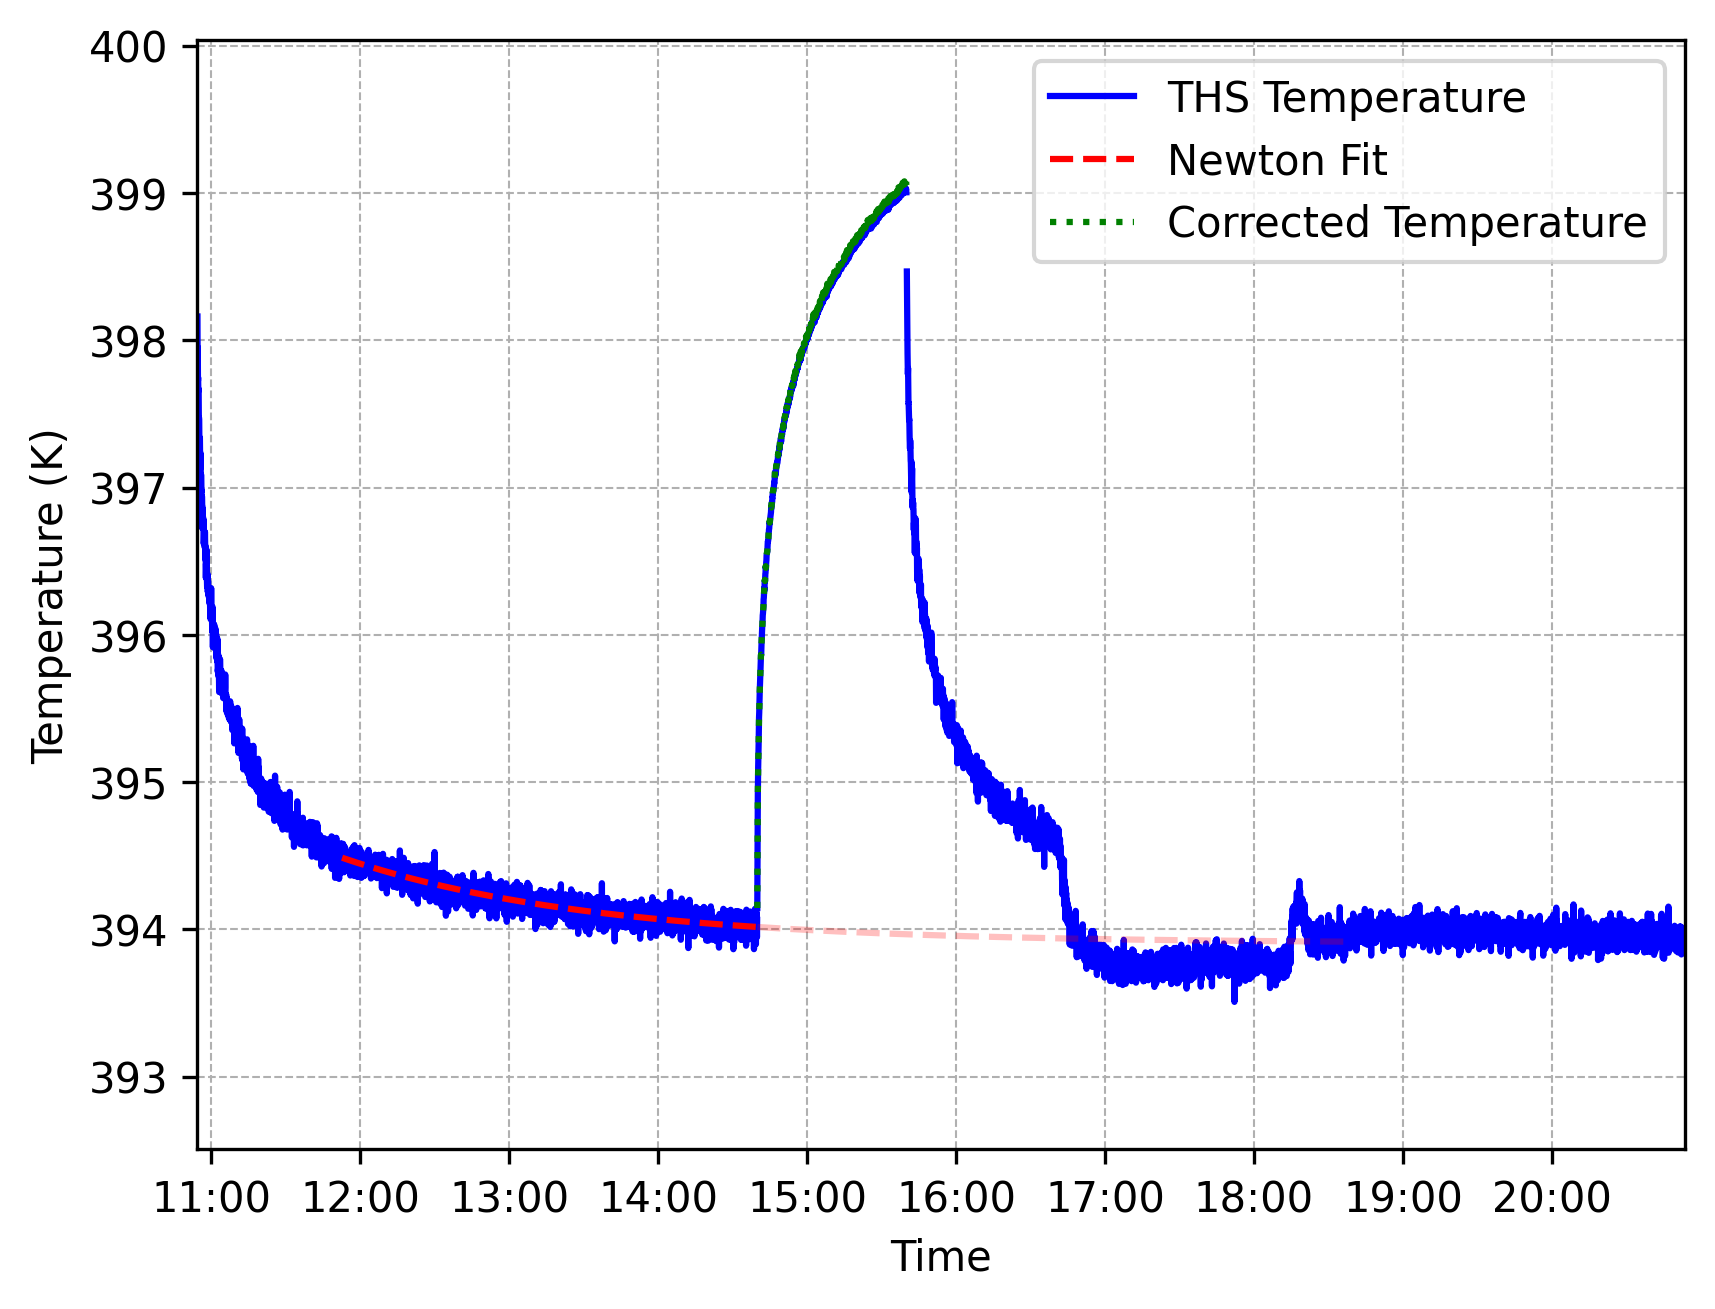 400
399
398
397
396
395
394
393
Temperature (K)
THS Temperature
Newton Fit
Corrected Temperature
11:00 12:00 13:00 14:00 15:00 16:00 17:00 18:00 19:00 20:00
Time